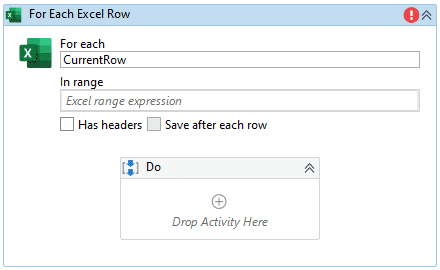 For Each Excel Row
For each
CurrentRow
In range
Excel range expression
Has headers Save after each row
Do
Drop Activity Here